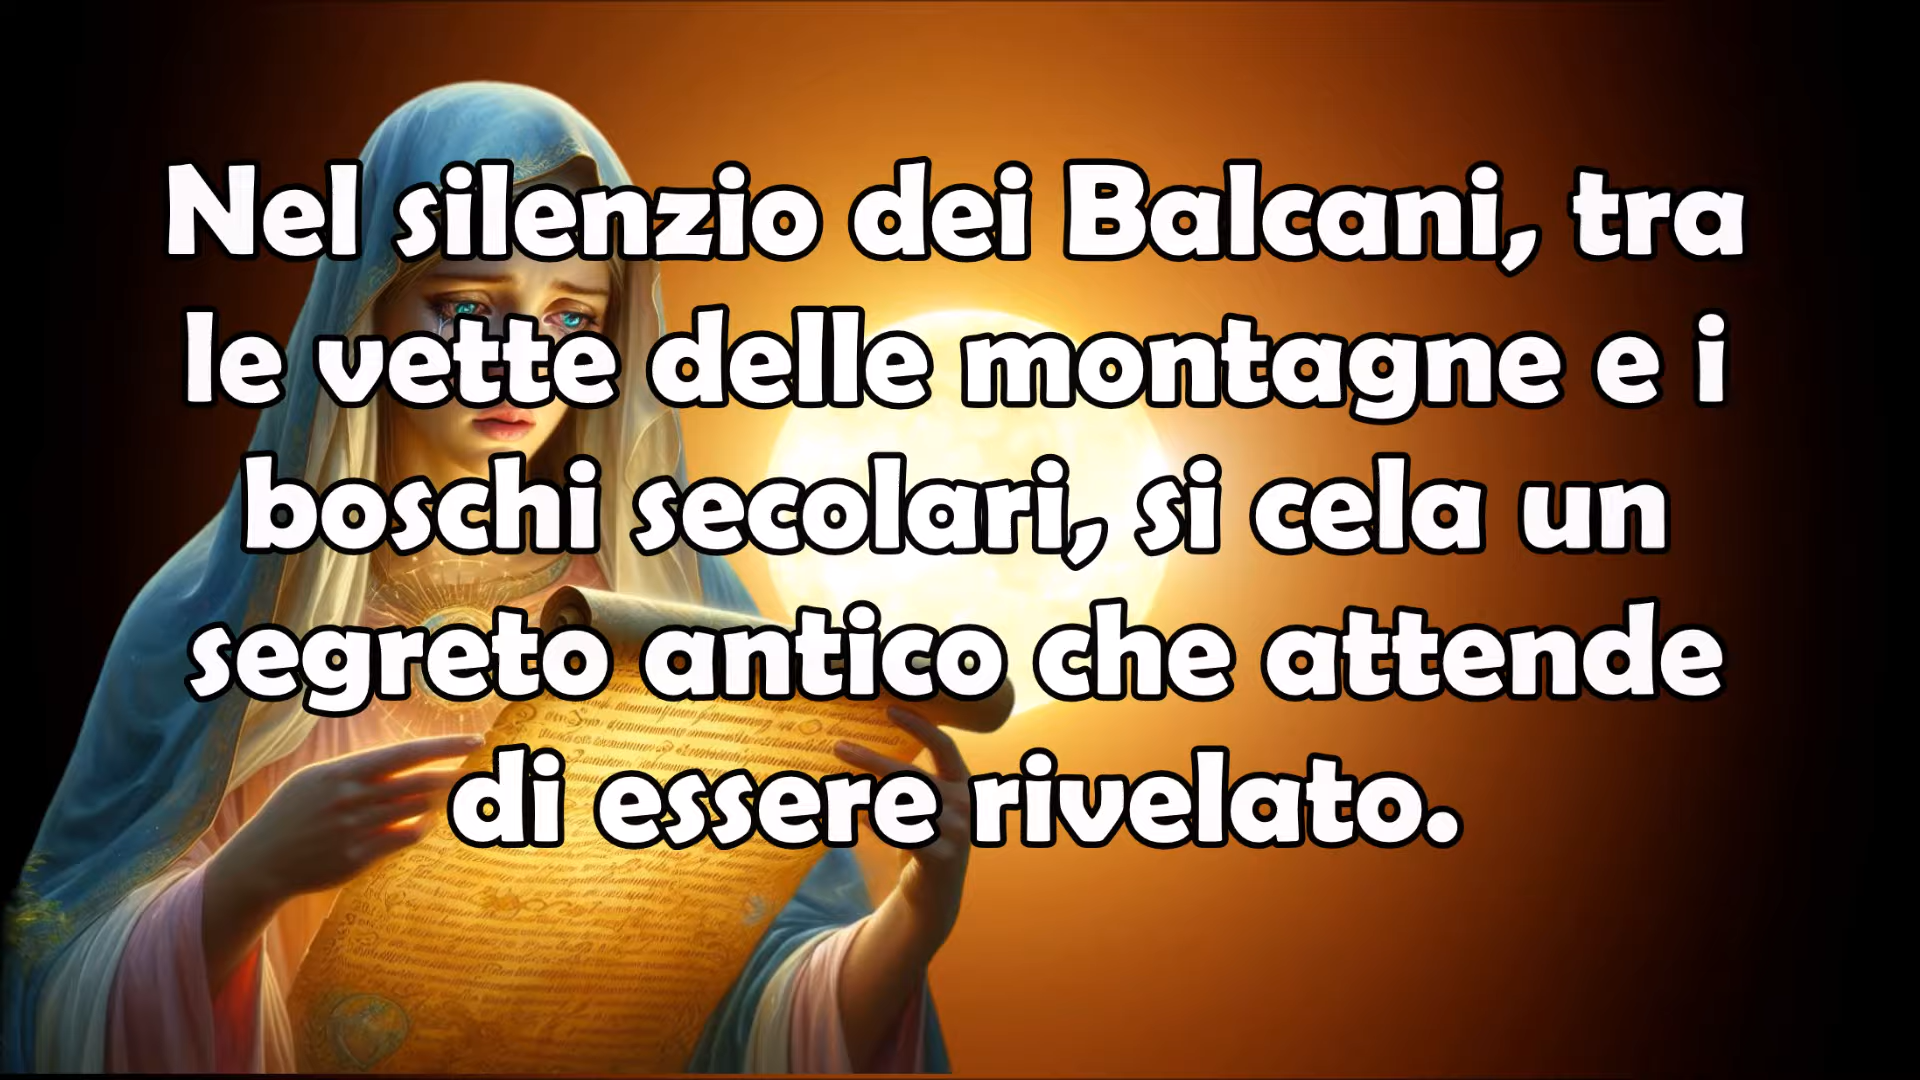 Nel silenzio dei Balcani, tra
le vette delle montagne e i
boschi secolari, si cela un
segreto antico che attende
di essere rivelato.